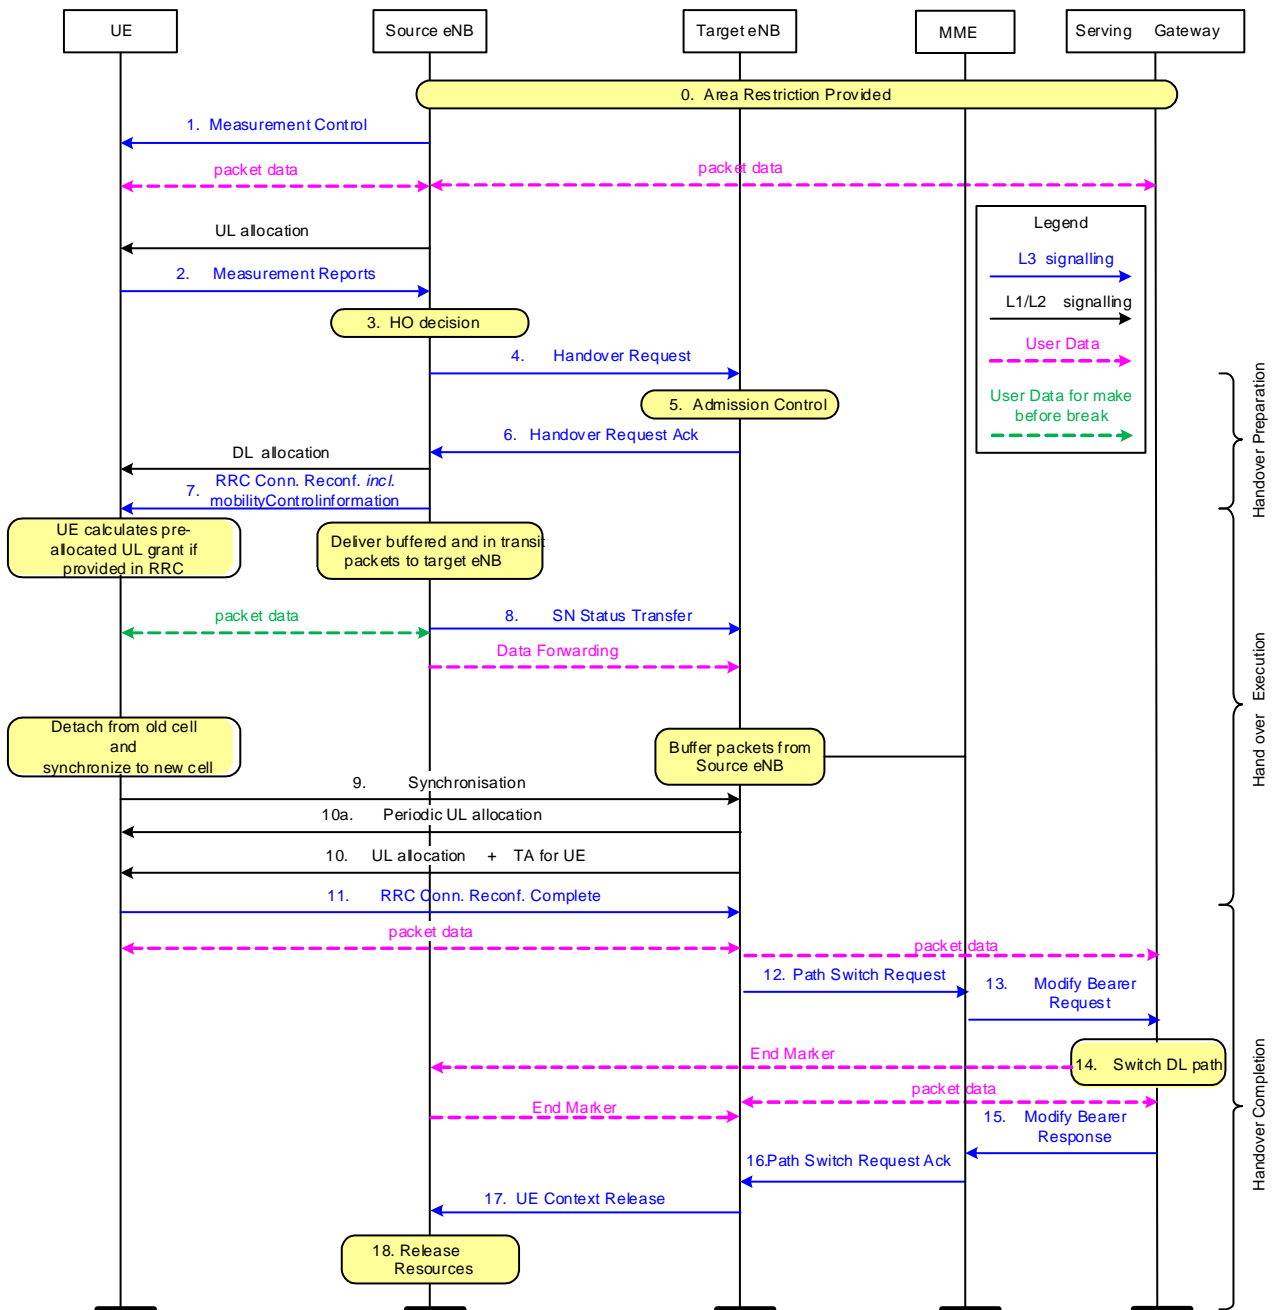 UE
Source eNB
Target eNB
MME
Serving Gateway
0. Area Restriction Provided
1. Measurement Control
packet data
packet data
Legend
L3 signalling
L1/L2 signalling
User Data
User Data for make
before break
UL allocation
2. Measurement Reports
3. HO decision
4. Handover Request
5. Admission Control
6. Handover Request Ack
DL allocation
7. RRC Conn. Reconf. incl.
mobilityControlinformation
Handover Preparation
UE calculates pre-
allocated UL grant if
provided in RRC
Deliver buffered and in transit
packets to target eNB
packet data
8. SN Status Transfer
Data Forwarding
Detach from old cell
and
synchronize to new cell
Buffer packets from
Source eNB
9. Synchronisation
10a. Periodic UL allocation
10. UL allocation + TA for UE
Hand over Execution
11. RRC Conn. Reconf. Complete
packet data
packet data
12. Path Switch Request
13. Modify Bearer
Request
End Marker
14. Switch DL path
packet data
End Marker
15. Modify Bearer
Response
16.Path Switch Request Ack
17. UE Context Release
18. Release
Resources
Handover Completion